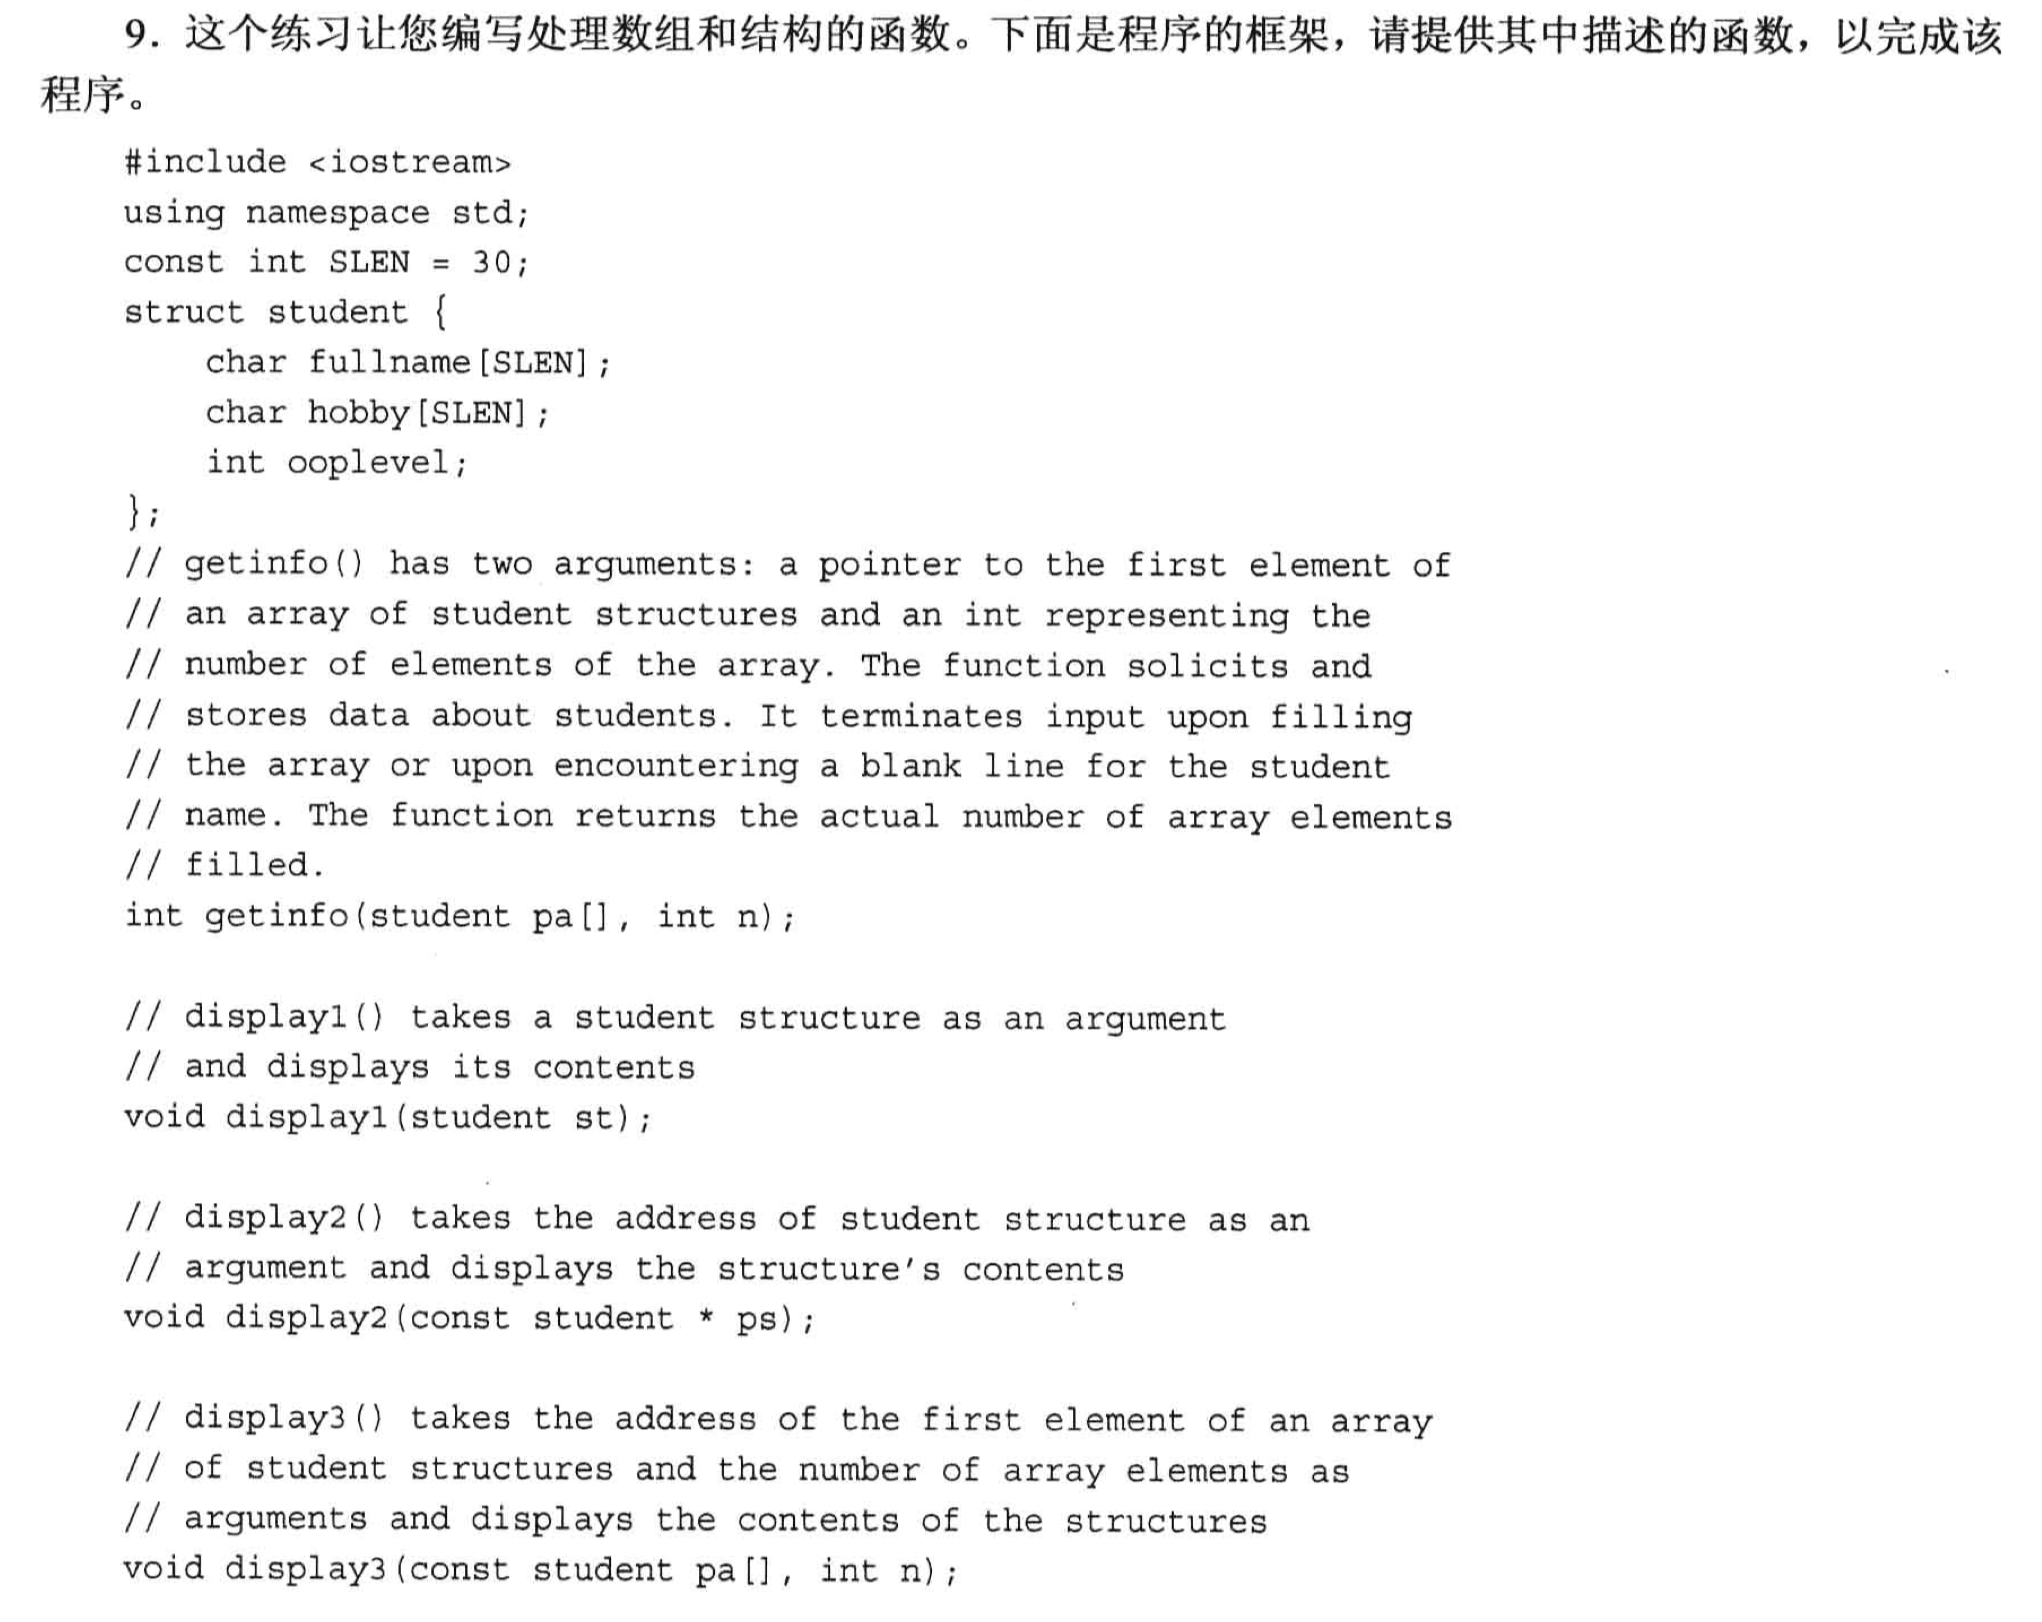 9. 这个练习让您编写处理数组和结构的函数。下面是程序的框架，请提供其中描述的函数，以完成该
程序。
#include <iostream>
using namespace std;
const int SLEN = 30;
struct student {
    char fullname[SLEN];
    char hobby[SLEN];
    int ooplevel;
};
// getinfo() has two arguments: a pointer to the first element of
// an array of student structures and an int representing the
// number of elements of the array. The function solicits and
// stores data about students. It terminates input upon filling
// the array or upon encountering a blank line for the student
// name. The function returns the actual number of array elements
// filled.
int getinfo(student pa[], int n);

// display1() takes a student structure as an argument
// and displays its contents
void display1(student st);

// display2() takes the address of student structure as an
// argument and displays the structure's contents
void display2(const student * ps);

// display3() takes the address of the first element of an array
// of student structures and the number of array elements as
// arguments and displays the contents of the structures
void display3(const student pa[], int n);